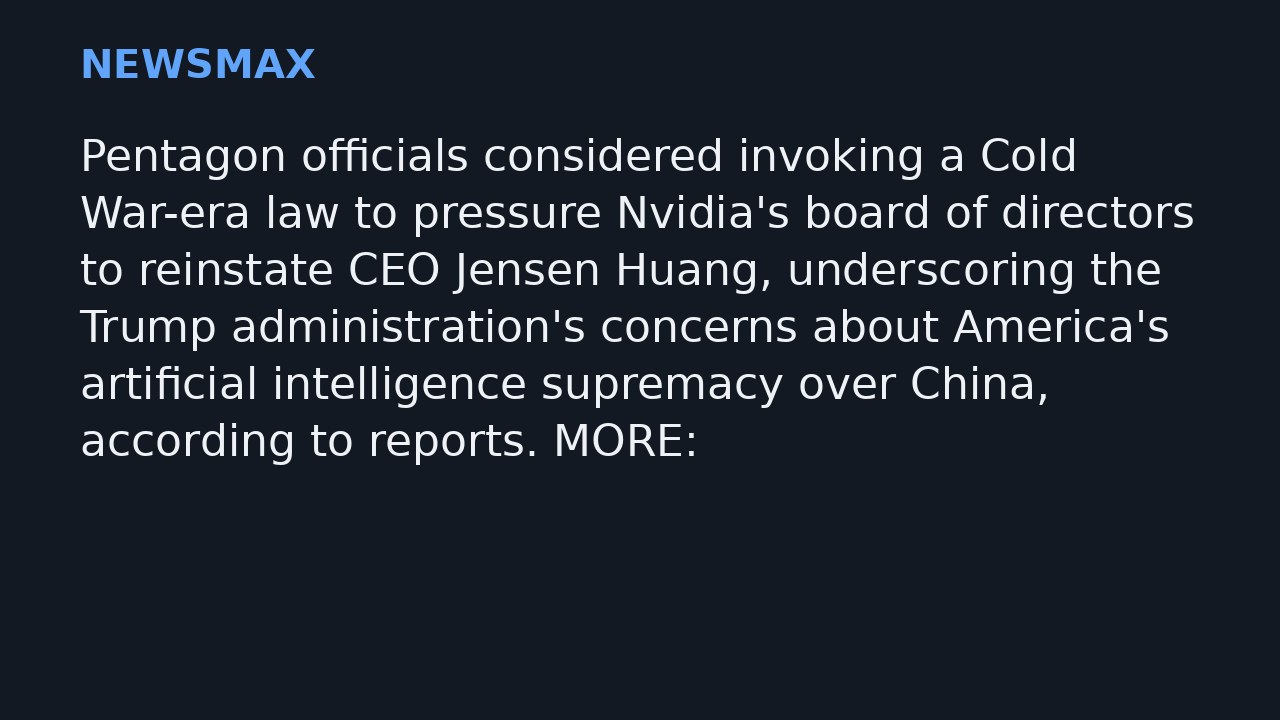 NEWSMAX
Pentagon officials considered invoking a Cold
War-era law to pressure Nvidia's board of directors
to reinstate CEO Jensen Huang, underscoring the
Trump administration's concerns about America's
artificial intelligence supremacy over China,
according to reports. MORE: